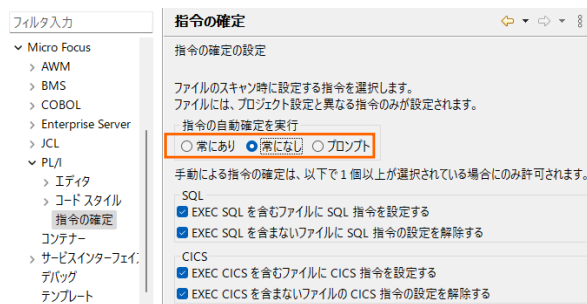 フィルタ入力
Micro Focus
AWM
BMS
COBOL
Enterprise Server
JCL
PL/I
エディタ
コード スタイル
指令の確定
コンテナー
サービスインターフェイ
デバッグ
テンプレート
指令の確定
指令の確定の設定
ファイルのスキャン時に設定する指令を選択します。
ファイルには、プロジェクト設定と異なる指令のみが設定されます。
指令の自動確定を実行
常にあり 常になし プロンプト
手動による指令の確定は、以下で 1 個以上が選択されている場合にのみ許可されます。
SQL
EXEC SQL を含むファイルに SQL 指令を設定する
EXEC SQL を含まないファイルに SQL 指令の設定を解除する
CICS
EXEC CICS を含むファイルに CICS 指令を設定する
EXEC CICS を含まないファイルの CICS 指令の設定を解除する